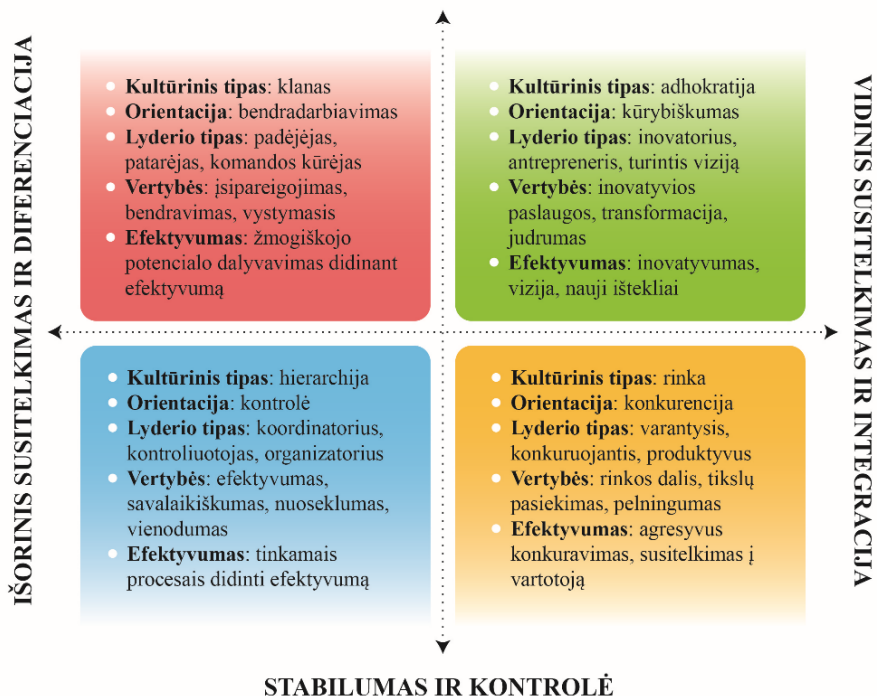 IŠORINIS SUSITELKIMAS IR DIFERENCIACIJA
Kultūrinis tipas: klanas
Orientacija: bendradarbiavimas
Lyderio tipas: padėjėjas,
patarėjas, komandos kūrėjas
Vertybės: įsipareigojimas,
bendravimas, vystymasis
Efektyvumas: žmogiškojo
potencialo dalyvavimas didinant
efektyvumą
Kultūrinis tipas: adhokratija
Orientacija: kūrybiškumas
Lyderio tipas: inovatorius,
antrepreneris, turintis viziją
Vertybės: inovatyvios
paslaugos, transformacija,
judrumas
Efektyvumas: inovatyvumas,
vizija, nauji ištekliai
VIDINIS SUSITELKIMAS IR INTEGRACIJA
Kultūrinis tipas: hierarchija
Orientacija: kontrolė
Lyderio tipas: koordinatorius,
kontroliuotojas, organizatorius
Vertybės: efektyvumas,
savalaikiškumas, nuoseklumas,
vienodumas
Efektyvumas: tinkamais
procesais didinti efektyvumą
Kultūrinis tipas: rinka
Orientacija: konkurencija
Lyderio tipas: varantysis,
konkuruojantis, produktyvus
Vertybės: rinkos dalis, tikslų
pasiekimas, pelningumas
Efektyvumas: agresyvus
konkuravimas, susitelkimas į
vartotoją
STABILUMAS IR KONTROLĖ